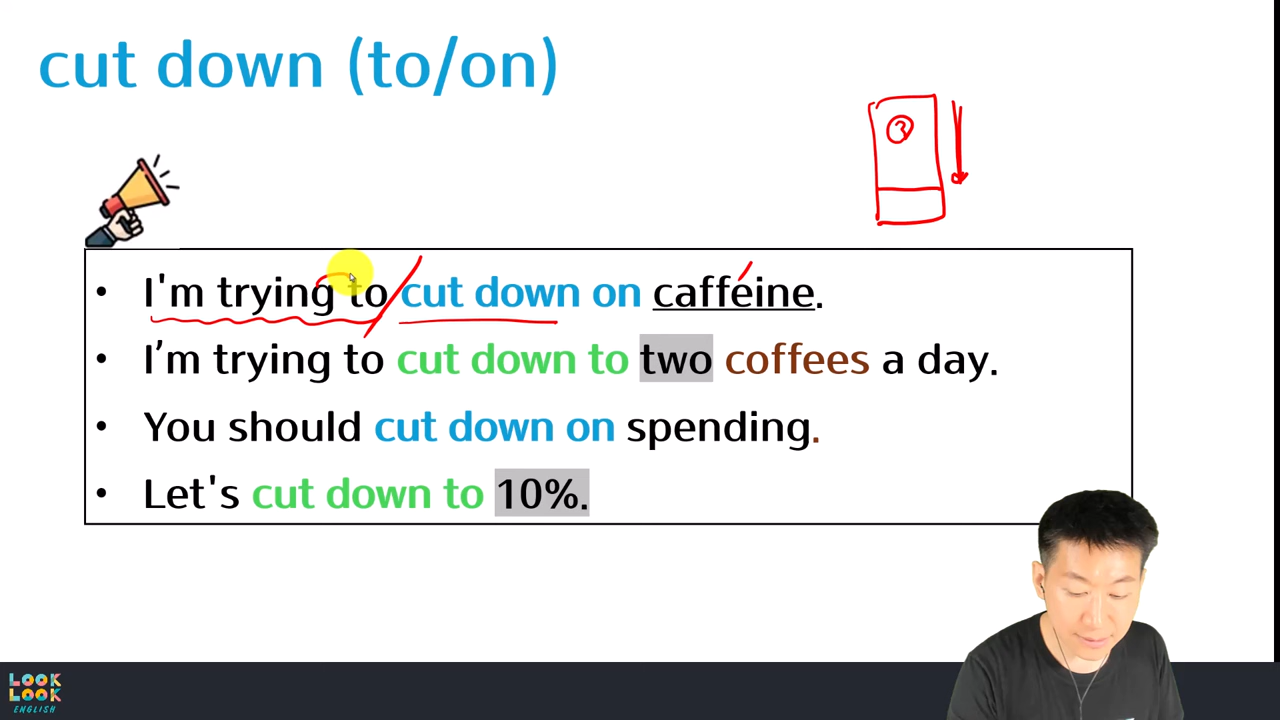 cut down (to/on)
• I'm trying to cut down on caffeine.
• I’m trying to cut down to two coffees a day.
• You should cut down on spending.
• Let's cut down to 10%.
LOOK
LOOK
ENGLISH